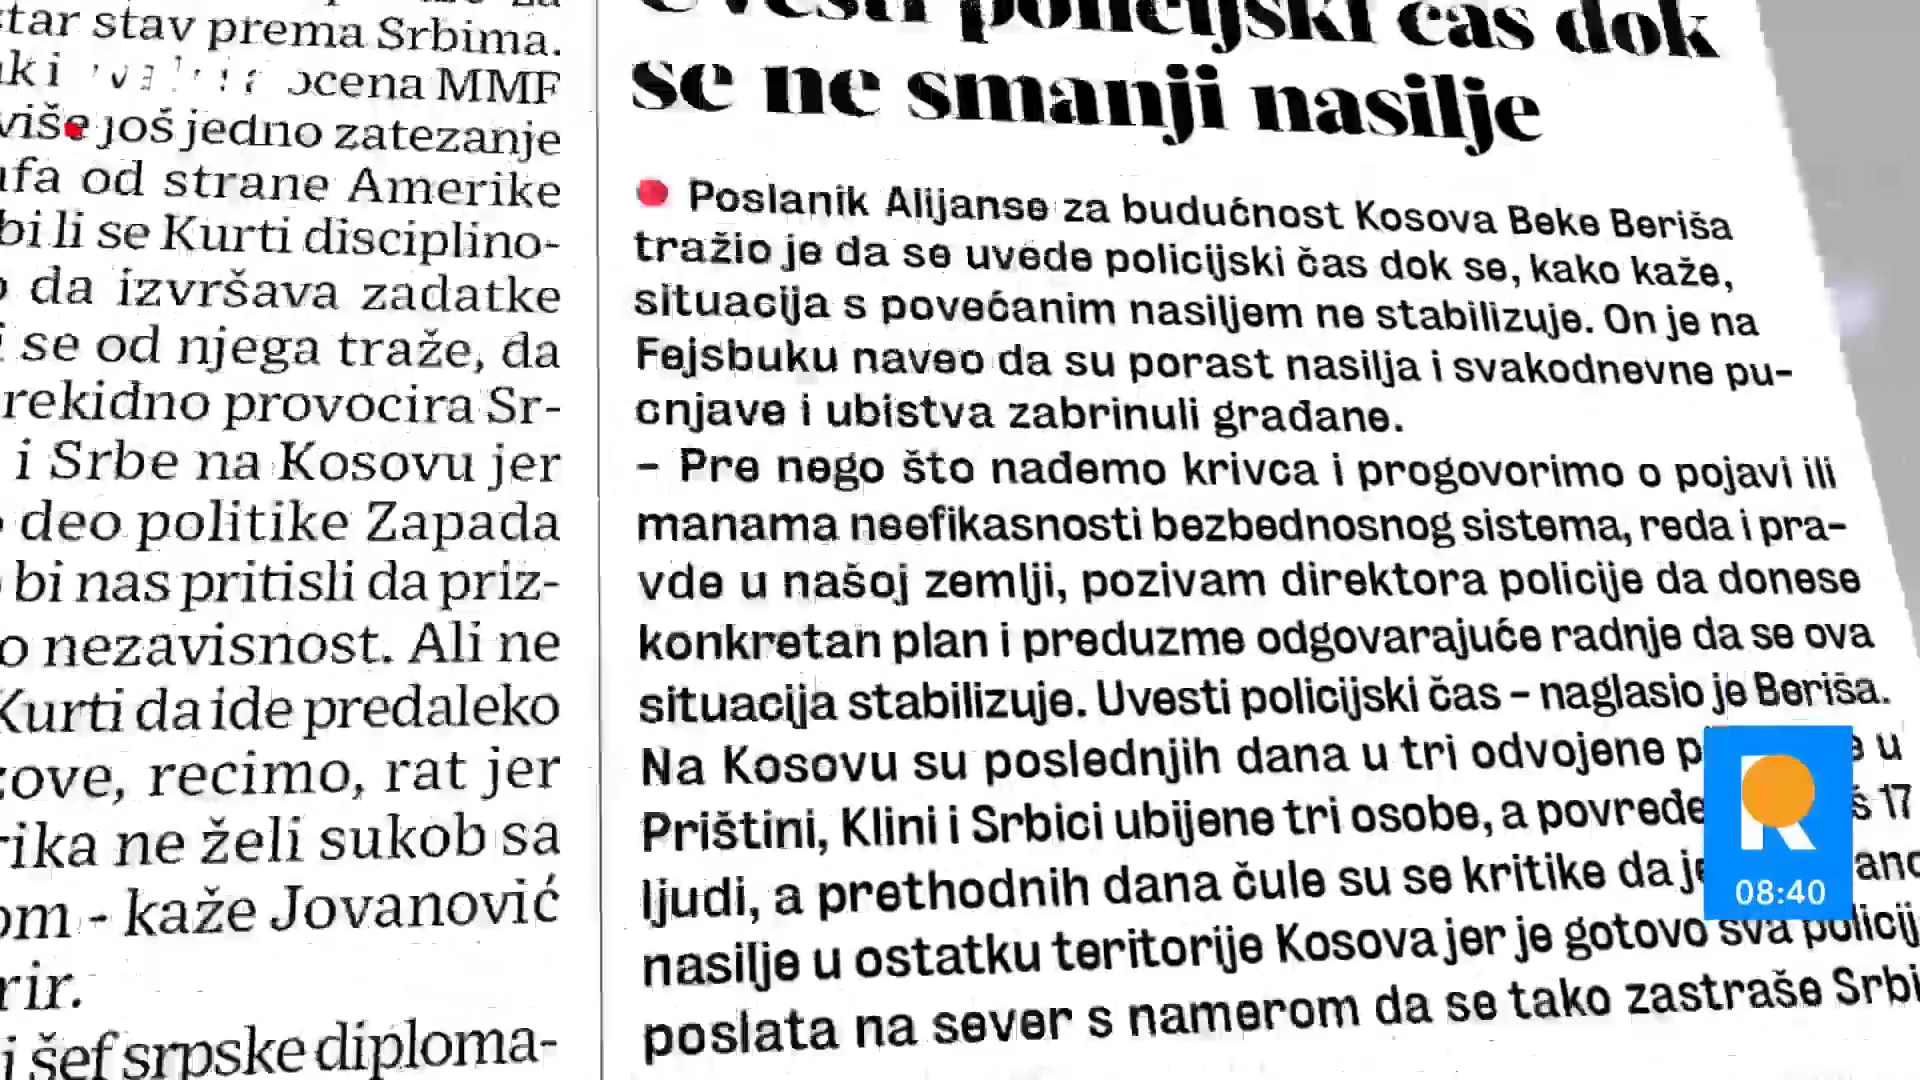 star stav prema Srbima.
ocena MMF
više još jedno zatezanje
od strane Amerike
bi li se Kurti disciplino-
da izvršava zadatke
se od njega traže, da
rekidno provocira Sr-
i Srbe na Kosovu jer
deo politike Zapada
bi nas pritisli da priz-
o nezavisnost. Ali ne
Kurti da ide predaleko
recimo, rat jer
ne želi sukob sa
- kaže Jovanović
i šef srpske diploma-
Uvesti policijski čas dok
se ne smanji nasilje
Poslanik Alijanse za budućnost Kosova Beke Beriša
tražio je da se uvede policijski čas dok se, kako kaže,
situacija s povećanim nasiljem ne stabilizuje. On je na
Fejsbuku naveo da su porast nasilja i svakodnevne pu-
cnjave i ubistva zabrinuli građane.
– Pre nego što nađemo krivca i progovorimo o pojavi ili
manama neefikasnosti bezbednosnog sistema, reda i pra-
vde u našoj zemlji, pozivam direktora policije da donese
konkretan plan i preduzme odgovarajuće radnje da se ova
situacija stabilizuje. Uvesti policijski čas – naglasio je Beriša.
Na Kosovu su poslednjih dana u tri odvojene u
Prištini, Klini i Srbici ubijene tri osobe, a 17
ljudi, a prethodnih dana čule su se kritike da je
nasilje u ostatku teritorije Kosova jer je gotovo sva
poslata na sever s namerom da se tako zastraše Srbi
R
08:40